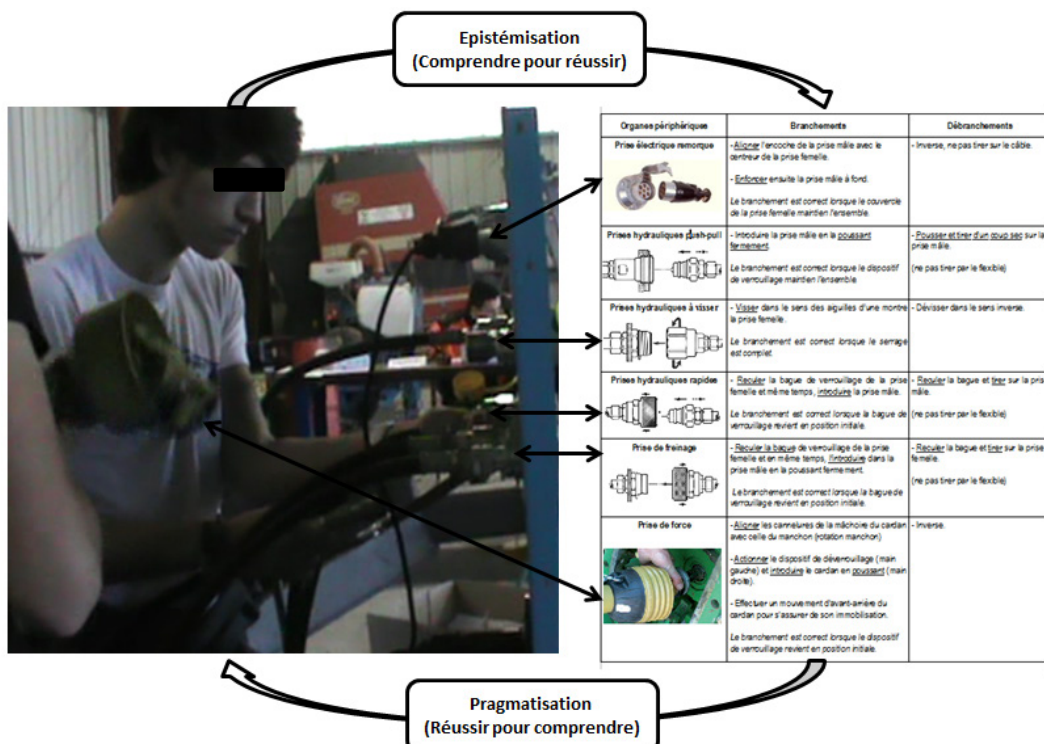 Epistémisation
(Comprendre pour réussir)
Organes périphériques
Branchements
Débranchements
Prise électrique remorque
- Aligner l'encoche de la prise mâle avec le
centreur de la prise femelle.
- Enforcer ensuite la prise mâle à fond.
Le branchement est correct lorsque le couvercle
de la prise femelle maintien l'ensemble.
- Inverse, ne pas tirer sur le câble.
Prises hydrauliques push-pull
- Introduire la prise mâle en la poussant
fermement.
Le branchement est correct lorsque le dispositif
de verrouillage maintien l'ensemble.
- Pousser et tirer d'un coup sec sur la
prise mâle.
(ne pas tirer par le flexible)
Prises hydrauliques à visser
- Visser dans le sens des aiguilles d'une montre
la prise femelle.
Le branchement est correct lorsque le serrage
est complet.
- Dévisser dans le sens inverse.
Prises hydrauliques rapides
- Reculer la bague de verrouillage de la prise
femelle et même temps, introduire la prise mâle.
Le branchement est correct lorsque la bague de
verrouillage revient en position initiale.
- Reculer la bague et tirer sur la prise
mâle.
(ne pas tirer par le flexible)
Prise de freinage
- Reculer la bague de verrouillage de la prise
femelle et en même temps, l'introduire dans la
prise mâle en la poussant fermement.
Le branchement est correct lorsque la bague de
verrouillage revient en position initiale.
- Reculer la bague et tirer sur la prise
femelle.
(ne pas tirer par le flexible)
Prise de force
- Aligner les cannelures de la mâchoire du cardan
avec celle du manchon (rotation manchon)
- Actionner le dispositif de déverrouillage (main
gauche) et introduire le cardan en poussant (main
droite).
- Effectuer un mouvement d'avant-arrière du
cardan pour s'assurer de son immobilisation.
Le branchement est correct lorsque le dispositif
de verrouillage revient en position initiale.
- Inverse.
Pragmatisation
(Réussir pour comprendre)